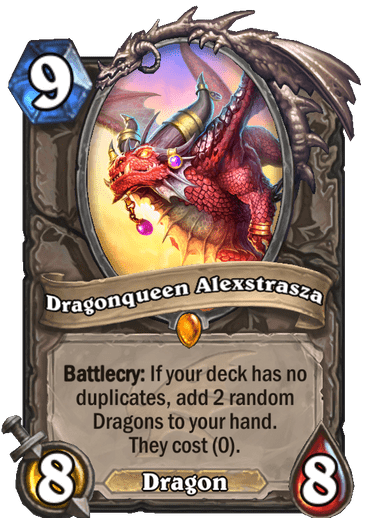 9
Dragonqueen Alexstrasza
Battlecry: If your deck has no
duplicates, add 2 random
Dragons to your hand.
They cost (0).
8
Dragon
8